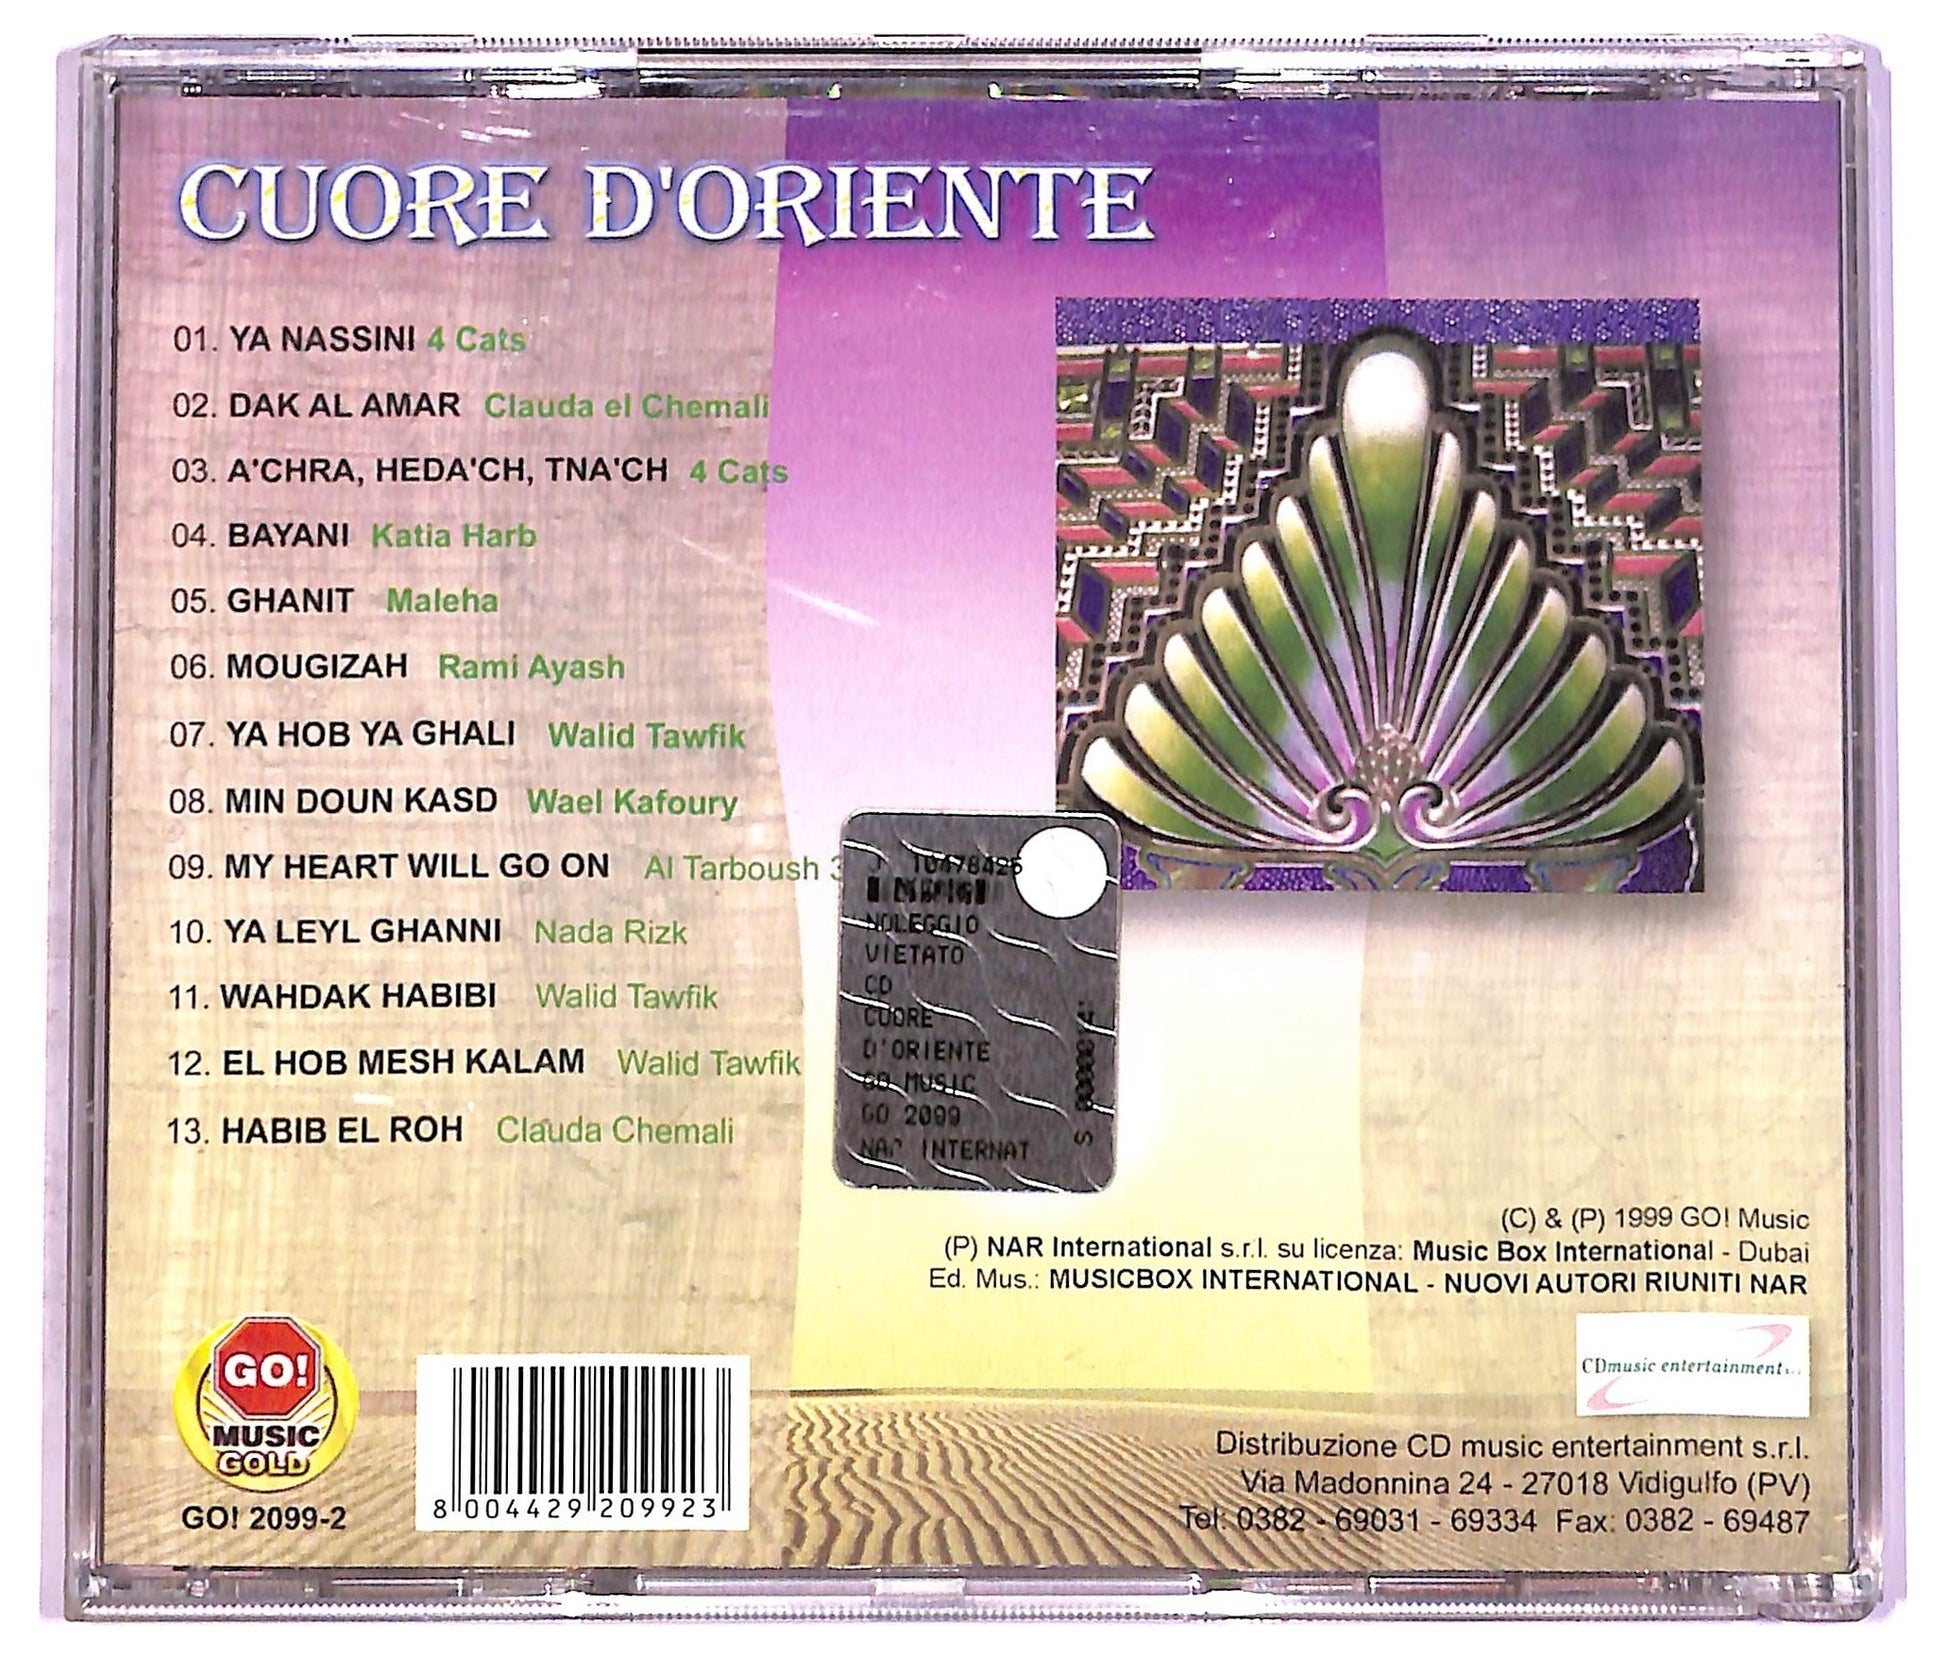 CUORE D'ORIENTE
01. YA NASSINI 4 Cats
02. DAK AL AMAR Clauda el Chemali
03. A'CHRA, HEDA'CH, TNA'CH 4 Cats
04. BAYANI Katia Harb
05. GHANIT Maleha
06. MOUGIZAH Rami Ayash
07. YA HOB YA GHALI Walid Tawfik
08. MIN DOUN KASD Wael Kafoury
09. MY HEART WILL GO ON Al Tarboush 3
10. YA LEYL GHANNI Nada Rizk
11. WAHDAK HABIBI Walid Tawfik
12. EL HOB MESH KALAM Walid Tawfik
13. HABIB EL ROH Clauda Chemali
10478426
NOLEGGIO
VIETATO
CD
CUORE
D'ORIENTE
MUSIC
GO 2099
INTERNAT
(C) & (P) 1999 GO! Music
(P) NAR International s.r.l. su licenza: Music Box International - Dubai
Ed. Mus.: MUSICBOX INTERNATIONAL - NUOVI AUTORI RIUNITI NAR
CDmusic entertainment
GO!
MUSIC
GOLD
GO! 2099-2
8 004429 209923
Distribuzione CD music entertainment s.r.l.
Via Madonnina 24 - 27018 Vidigulfo (PV)
Tel: 0382 - 69031 - 69334 Fax: 0382 - 69487